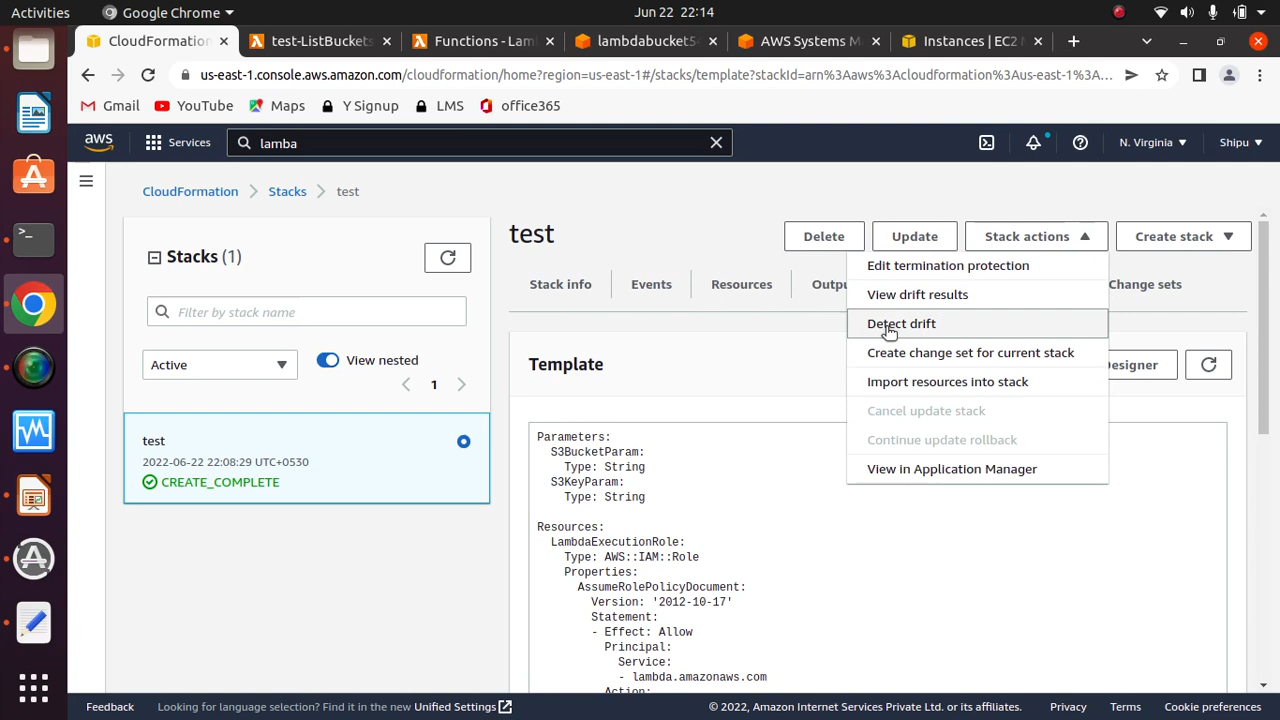 Activities
Google Chrome
Jun 22 22:14
CloudFormation
test-ListBuckets
Functions - Lam
lambdabucket5
AWS Systems M
Instances | EC2 M
us-east-1.console.aws.amazon.com/cloudformation/home?region=us-east-1#/stacks/template?stackId=arn%3Aaws%3Acloudformation%3Aus-east-1%3A...
Gmail
YouTube
Maps
Y Signup
LMS
office365
aws
Services
lamba
N. Virginia
Shipu
CloudFormation
Stacks
test
Stacks (1)
Filter by stack name
Active
View nested
1
test
2022-06-22 22:08:29 UTC+0530
CREATE_COMPLETE
test
Delete
Update
Stack actions
Create stack
Edit termination protection
View drift results
Detect drift
Create change set for current stack
Import resources into stack
Cancel update stack
Continue update rollback
View in Application Manager
Stack info
Events
Resources
Outpu
Change sets
Template
Designer
Parameters:
S3BucketParam:
Type: String
S3KeyParam:
Type: String
Resources:
LambdaExecutionRole:
Type: AWS::IAM::Role
Properties:
AssumeRolePolicyDocument:
Version: '2012-10-17'
Statement:
- Effect: Allow
Principal:
Service:
- lambda.amazonaws.com
Action:
Feedback
Looking for language selection? Find it in the new Unified Settings
© 2022, Amazon Internet Services Private Ltd. or its affiliates.
Privacy
Terms
Cookie preferences